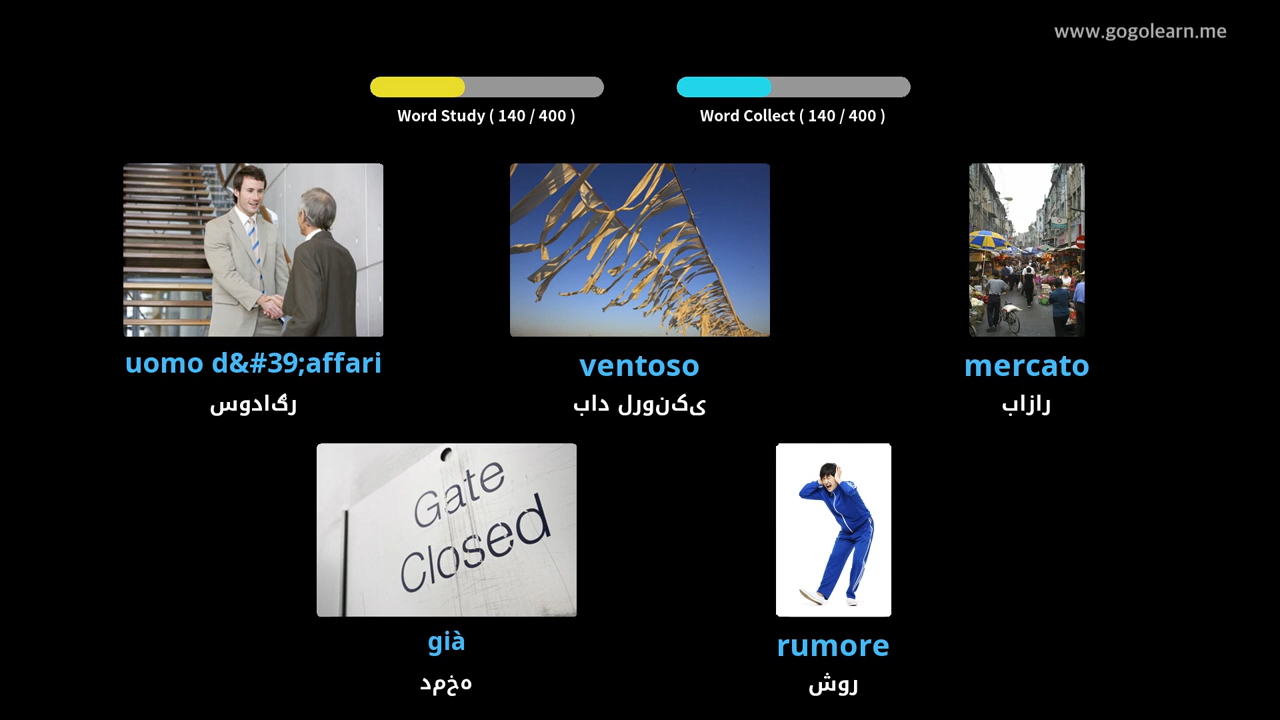 www.gogolearn.me
Word Study ( 140 / 400 )
Word Collect ( 140 / 400 )
uomo d&#39;affari
رگادوس
ventoso
یکنورل داب
mercato
رازاب
Gate
Closed
già
هخمد
rumore
روش